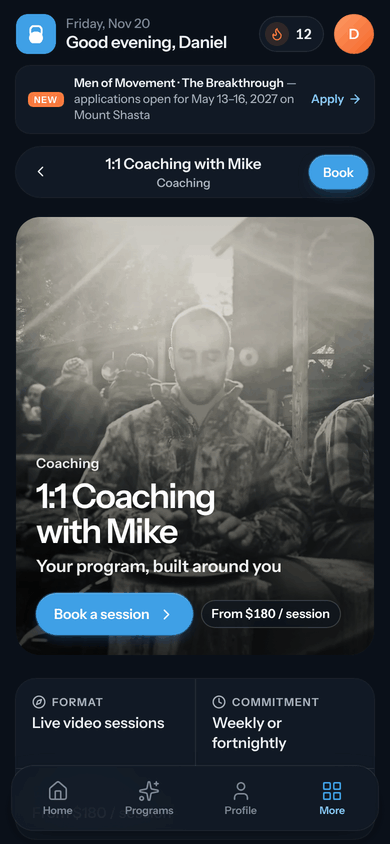 Friday, Nov 20
Good evening, Daniel
12
D
NEW
Men of Movement · The Breakthrough —
applications open for May 13–16, 2027 on
Mount Shasta
Apply →
1:1 Coaching with Mike
Coaching
Book
Coaching
1:1 Coaching
with Mike
Your program, built around you
Book a session
From $180 / session
FORMAT
Live video sessions
COMMITMENT
Weekly or
fortnightly
From $180 / session
Home
Programs
Profile
More